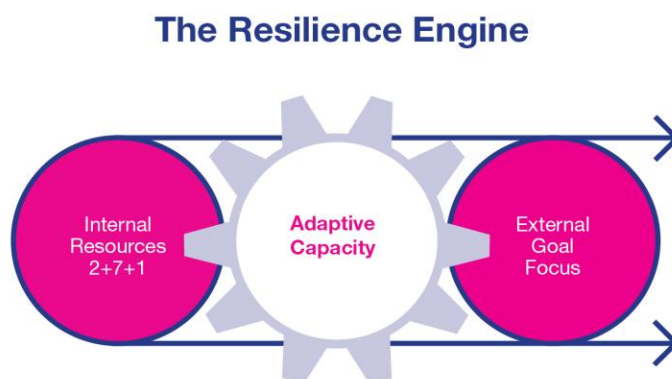 The Resilience Engine
Internal
Resources
2+7+1
Adaptive
Capacity
External
Goal
Focus